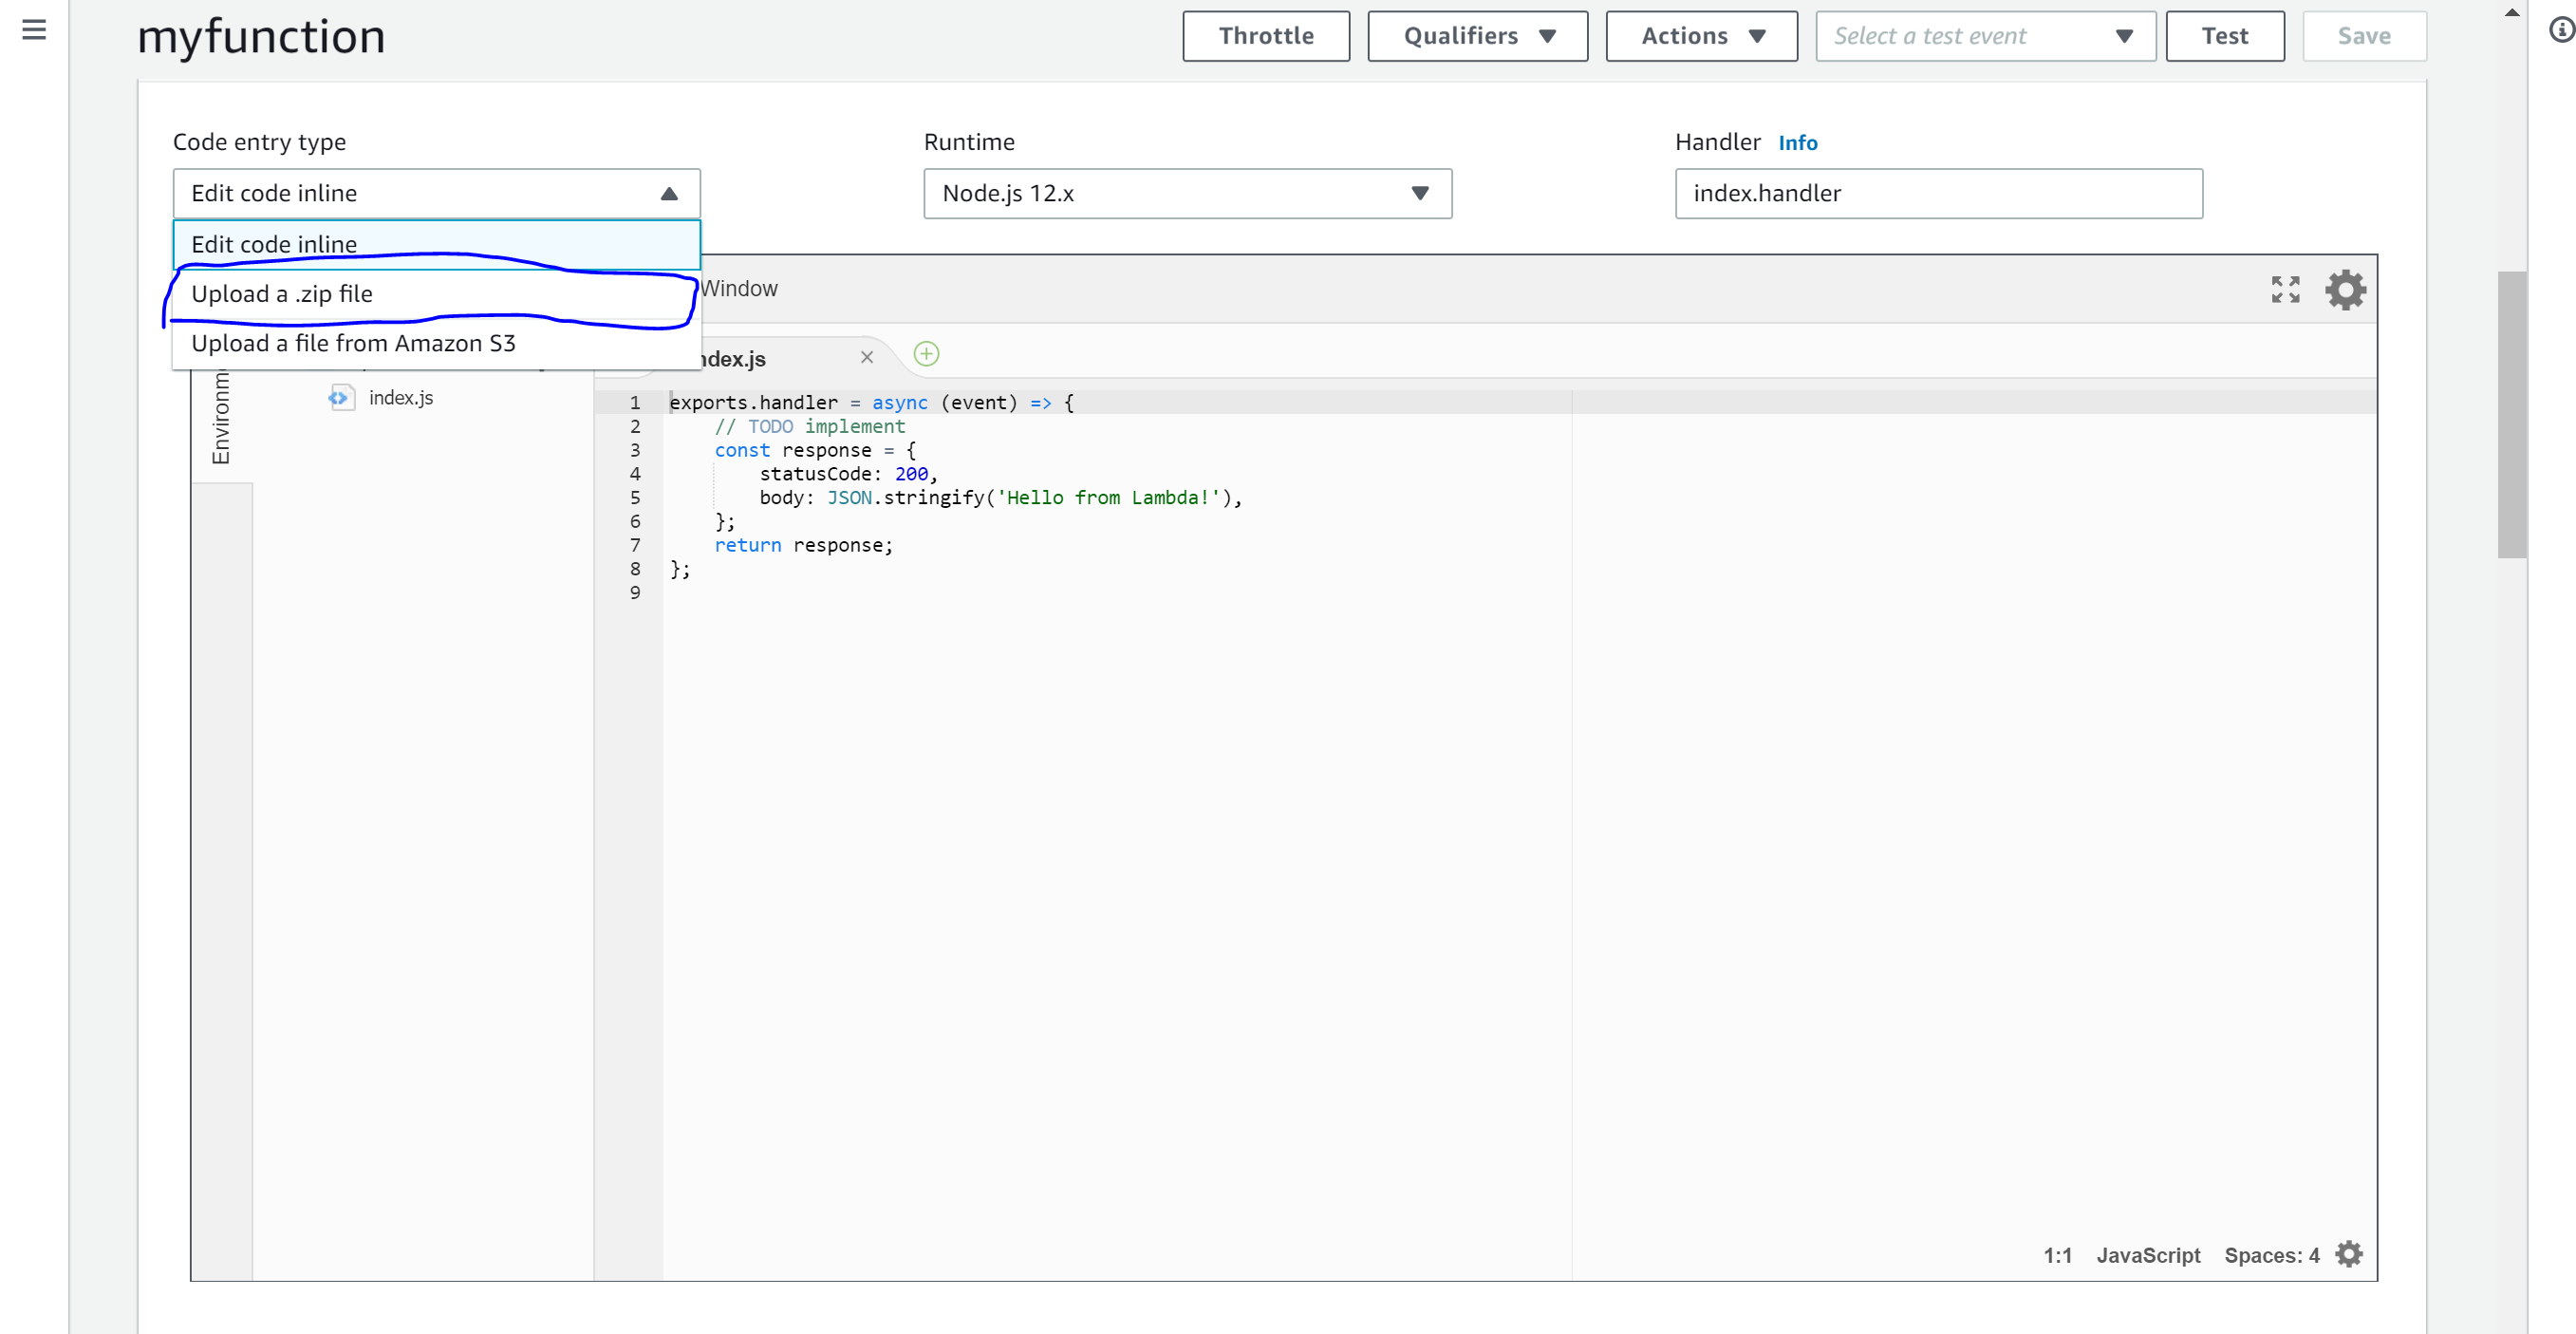 myfunction
Throttle
Qualifiers
Actions
Select a test event
Test
Save
Code entry type
Runtime
Handler Info
Edit code inline
Node.js 12.x
index.handler
Edit code inline
Upload a .zip file
Upload a file from Amazon S3
Window
ndex.js
Environm
index.js
1 exports.handler = async (event) => {
2 // TODO implement
3 const response = {
4 statusCode: 200,
5 body: JSON.stringify('Hello from Lambda!'),
6 };
7 return response;
8 };
9
1:1 JavaScript Spaces: 4